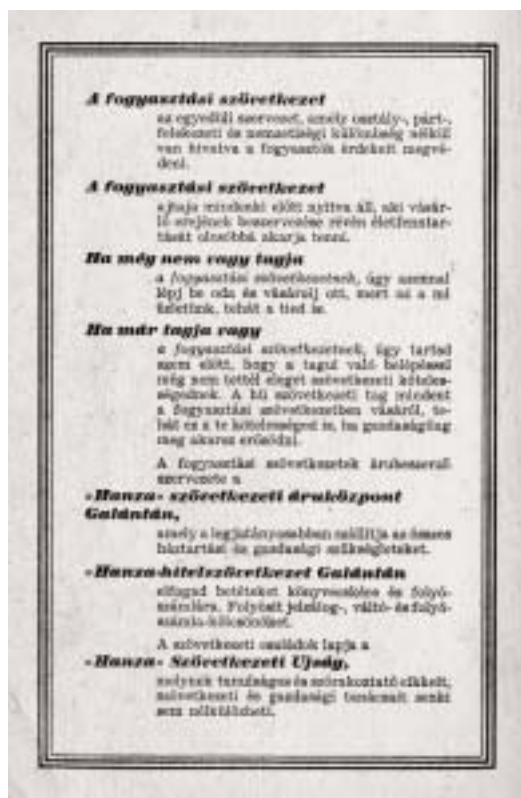 A fogyasztási szövetkezet
az egyedüli szervezet, amely osztály-, párt-,
felekezeti és nemzetiségi különbség nélkül
van hivatva a fogyasztók érdekeit megvé-
deni.
A fogyasztási szövetkezet
ajtaja mindenki előtt nyitva áll, aki vásár-
ló erejének beszervezése révén életfenntar-
tását olcsóbbá akarja tenni.
Ha még nem vagy tagja
a fogyasztási szövetkezetnek, úgy azonnal
lépj be oda és vásárolj ott, mert az a mi
üzletünk, tehát a tied is.
Ha már tagja vagy
a fogyasztási szövetkezetnek, úgy tartsd
szem előtt, hogy a tagul való belépéssel
még nem tettél eleget szövetkezeti köteles-
ségednek. A hű szövetkezeti tag mindent
a fogyasztási szövetkezetben vásárol, te-
hát ez a te kötelességed is, ha gazdaságilag
meg akarsz erősödni.
A fogyasztási szövetkezetek árubeszerző
szervezete a
»Hanza« szövetkezeti áruközpont
Galántán,
amely a legjutányosabban szállítja az összes
háztartási és gazdasági szükségleteket.
»Hanza-hitelszövetkezet Galántán
elfogad betéteket könyvecskére és folyó-
számlára. Folyósít jelzálog-, váltó- és folyó-
számla-kölcsönöket.
A szövetkezeti családok lapja a
»Hanza« Szövetkezeti Ujság,
melynek tanulságos és szórakoztató cikkeit,
szövetkezeti és gazdasági tanácsait senki
sem nélkülözheti.